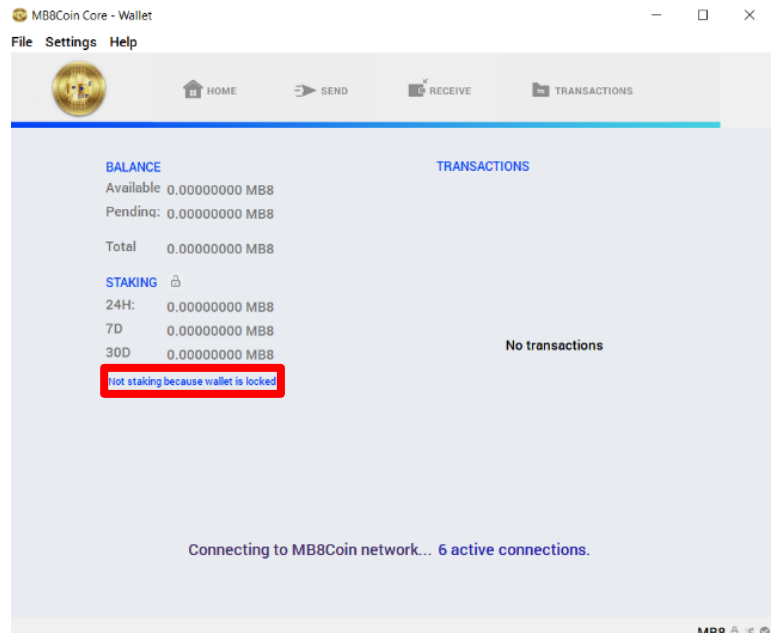 MB8Coin Core - Wallet
File Settings Help
HOME SEND RECEIVE TRANSACTIONS
BALANCE
Available 0.00000000 MB8
Pending: 0.00000000 MB8
Total 0.00000000 MB8
STAKING
24H: 0.00000000 MB8
7D 0.00000000 MB8
30D 0.00000000 MB8
Not staking because wallet is locked
TRANSACTIONS
No transactions
Connecting to MB8Coin network... 6 active connections.
MB8